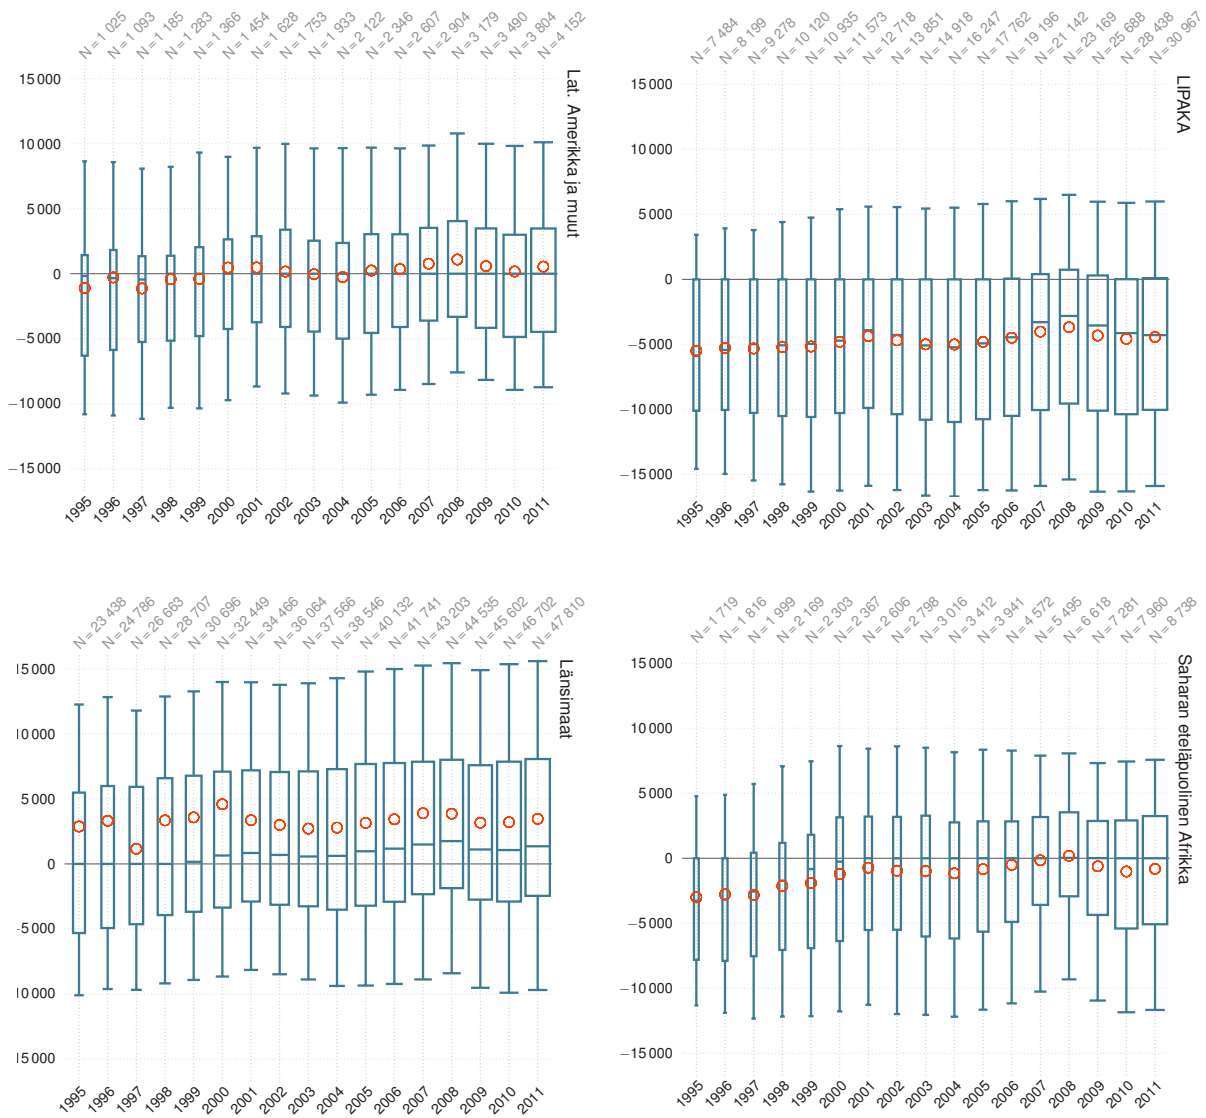 N = 1 025
N = 1 093
N = 1 185
N = 1 283
N = 1 366
N = 1 454
N = 1 628
N = 1 753
N = 1 933
N = 2 122
N = 2 346
N = 2 607
N = 2 904
N = 3 179
N = 3 490
N = 3 804
N = 4 152
15 000
10 000
5 000
0
−5 000
−10 000
−15 000
Lat. Amerikka ja muut
1995
1996
1997
1998
1999
2000
2001
2002
2003
2004
2005
2006
2007
2008
2009
2010
2011
N = 7 484
N = 8 199
N = 9 278
N = 10 120
N = 10 935
N = 11 573
N = 12 718
N = 13 851
N = 14 918
N = 16 247
N = 17 762
N = 19 196
N = 21 142
N = 23 169
N = 25 688
N = 28 438
N = 30 967
15 000
10 000
5 000
0
−5 000
−10 000
−15 000
LIPAKA
1995
1996
1997
1998
1999
2000
2001
2002
2003
2004
2005
2006
2007
2008
2009
2010
2011
N = 23 438
N = 24 786
N = 26 663
N = 28 707
N = 30 696
N = 32 449
N = 34 466
N = 36 064
N = 37 566
N = 38 546
N = 40 132
N = 41 741
N = 43 203
N = 44 535
N = 45 602
N = 46 702
N = 47 810
15 000
10 000
5 000
0
-5 000
10 000
15 000
Länsimaat
1995
1996
1997
1998
1999
2000
2001
2002
2003
2004
2005
2006
2007
2008
2009
2010
2011
N = 1 719
N = 1 816
N = 1 999
N = 2 169
N = 2 303
N = 2 367
N = 2 606
N = 2 798
N = 3 016
N = 3 412
N = 3 941
N = 4 572
N = 5 495
N = 6 618
N = 7 281
N = 7 960
N = 8 738
15 000
10 000
5 000
0
−5 000
−10 000
−15 000
Saharan eteläpuolinen Afrikka
1995
1996
1997
1998
1999
2000
2001
2002
2003
2004
2005
2006
2007
2008
2009
2010
2011